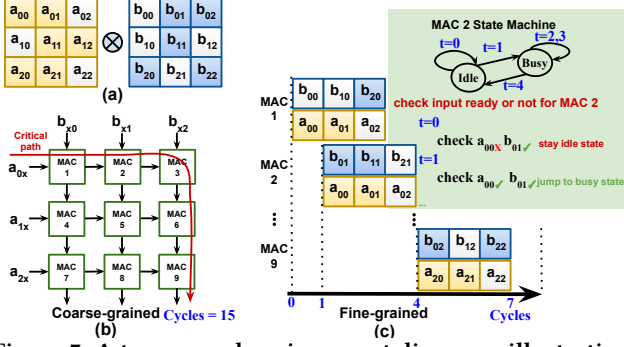 a00 a01 a02
a10 a11 a12
a20 a21 a22
b00 b01 b02
b10 b11 b12
b20 b21 b22
(a)
bx0 bx1 bx2
Critical
path
a0x
MAC 1
MAC 2
MAC 3
a1x
MAC 4
MAC 5
MAC 6
a2x
MAC 7
MAC 8
MAC 9
Coarse-grained Cycles = 15
(b)
MAC 2 State Machine
t=0
t=1
t=2,3
Idle
Busy
t=4
check input ready or not for MAC 2
t=0
check a00x b01✓ stay idle state
t=1
check a00✓ b01✓ jump to busy state
MAC
1
b00 b10 b20
a00 a01 a02
MAC
2
b01 b11 b21
a00 a01 a02
...
MAC
9
b02 b12 b22
a20 a21 a22
0 1 4 7 Cycles
Fine-grained
(c)